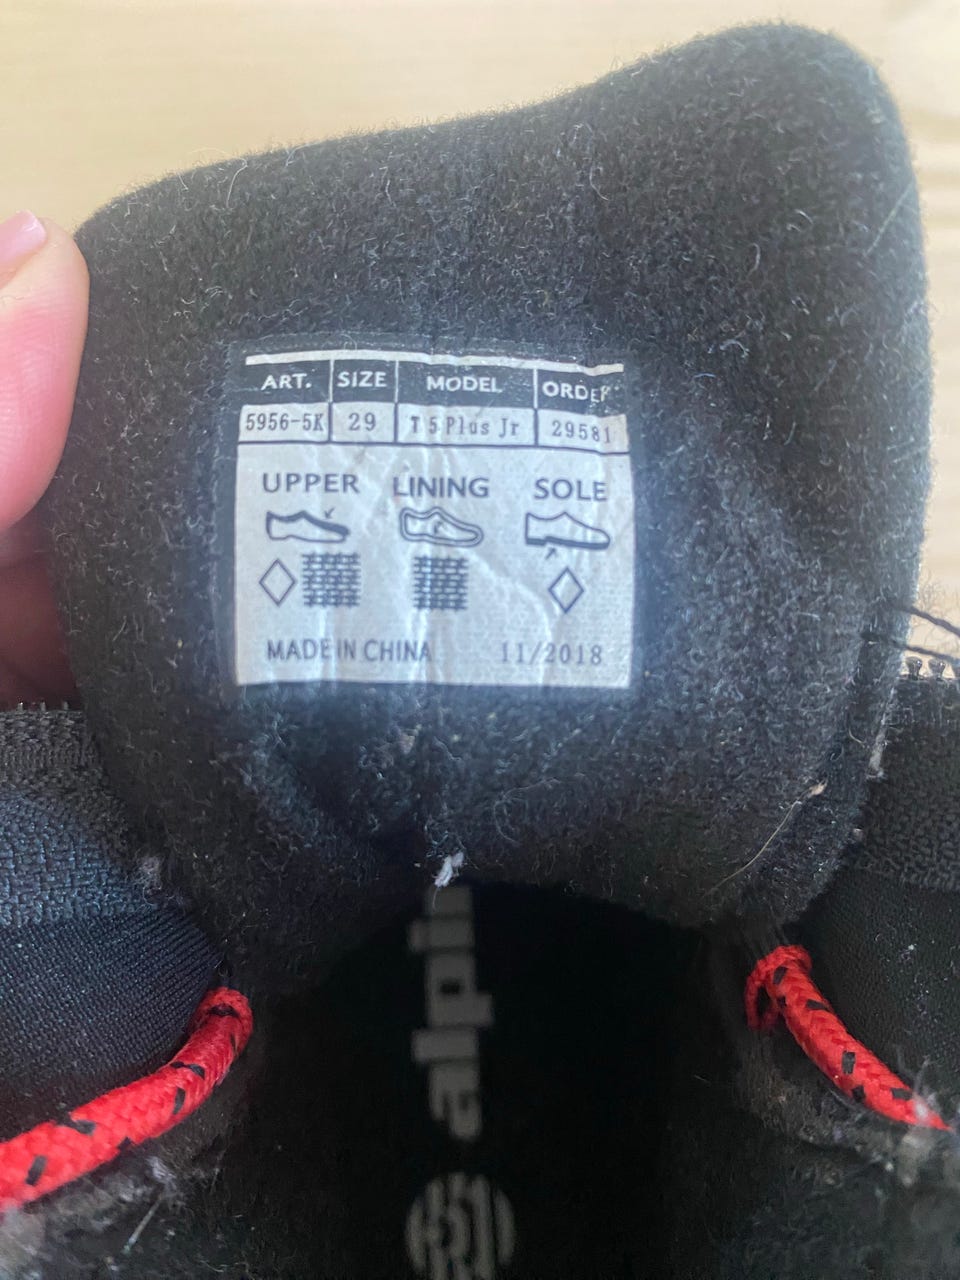 ART. SIZE MODEL ORDER
5956-5K 29 T 5 Plus Jr 29581
UPPER LINING SOLE
MADE IN CHINA 11/2018
alpina